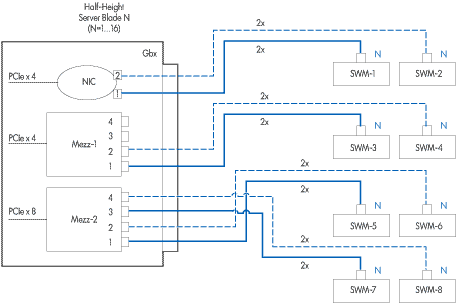 Half-Height
Server Blade N
(N=1...16)
Gbx
2x
2x
N
N
PCIe x 4
NIC
2
1
SWM-1
SWM-2
2x
2x
N
N
PCIe x 4
Mezz-1
4
3
2
1
SWM-3
SWM-4
2x
2x
N
N
PCIe x 8
Mezz-2
4
3
2
1
SWM-5
SWM-6
2x
2x
N
N
SWM-7
SWM-8